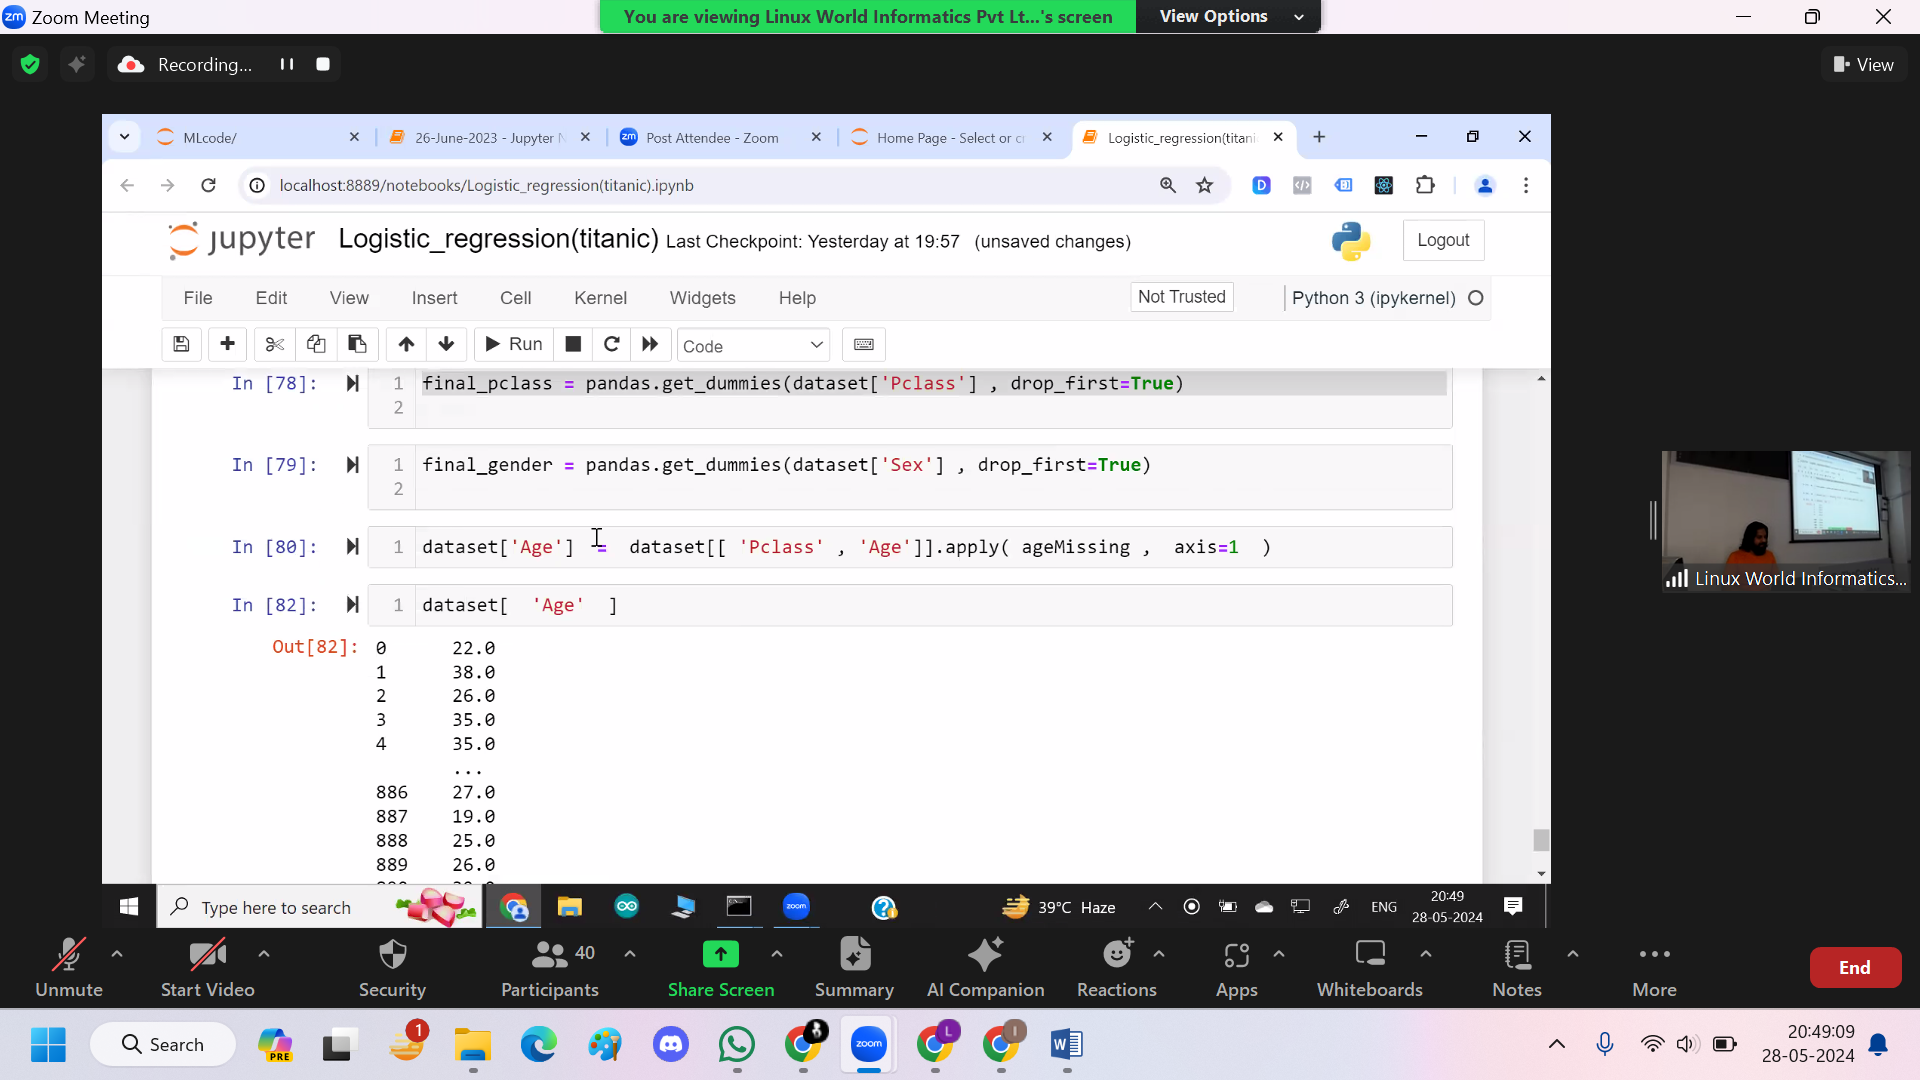 zm Zoom Meeting
You are viewing Linux World Informatics Pvt Lt...'s screen
View Options
Recording...
View
MLcode/
26-June-2023 - Jupyter N
zm Post Attendee - Zoom
Home Page - Select or cr
Logistic_regression(titani
localhost:8889/notebooks/Logistic_regression(titanic).ipynb
jupyter Logistic_regression(titanic) Last Checkpoint: Yesterday at 19:57 (unsaved changes)
Logout
File Edit View Insert Cell Kernel Widgets Help
Not Trusted
Python 3 (ipykernel)
Run
Code
In [78]: 1 final_pclass = pandas.get_dummies(dataset['Pclass'] , drop_first=True)
2
In [79]: 1 final_gender = pandas.get_dummies(dataset['Sex'] , drop_first=True)
2
In [80]: 1 dataset['Age'] = dataset[[ 'Pclass' , 'Age']].apply( ageMissing , axis=1 )
In [82]: 1 dataset[ 'Age' ]
Out[82]: 0 22.0
1 38.0
2 26.0
3 35.0
4 35.0
...
886 27.0
887 19.0
888 25.0
889 26.0
Linux World Informatics...
Type here to search
zoom
39°C Haze
ENG
20:49
28-05-2024
Unmute
Start Video
Security
40
Participants
Share Screen
Summary
AI Companion
Reactions
Apps
Whiteboards
Notes
More
End
Search
PRE
1
zoom
L
I
W
20:49:09
28-05-2024